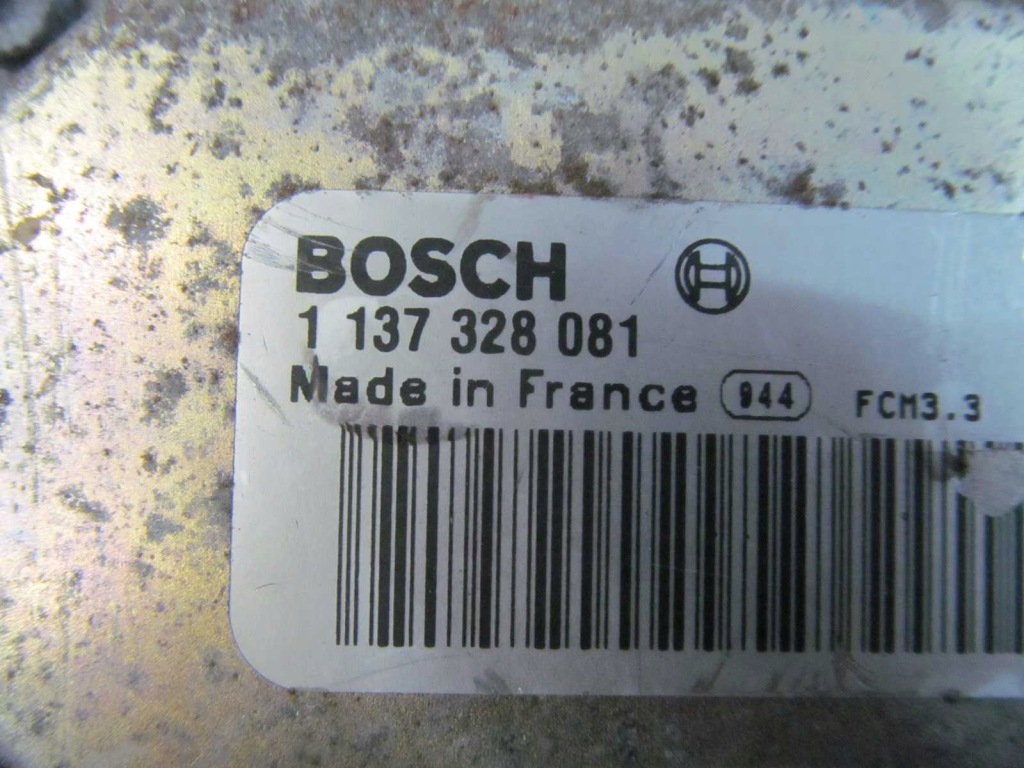 BOSCH
1 137 328 081
Made in France 944 FCM3.3